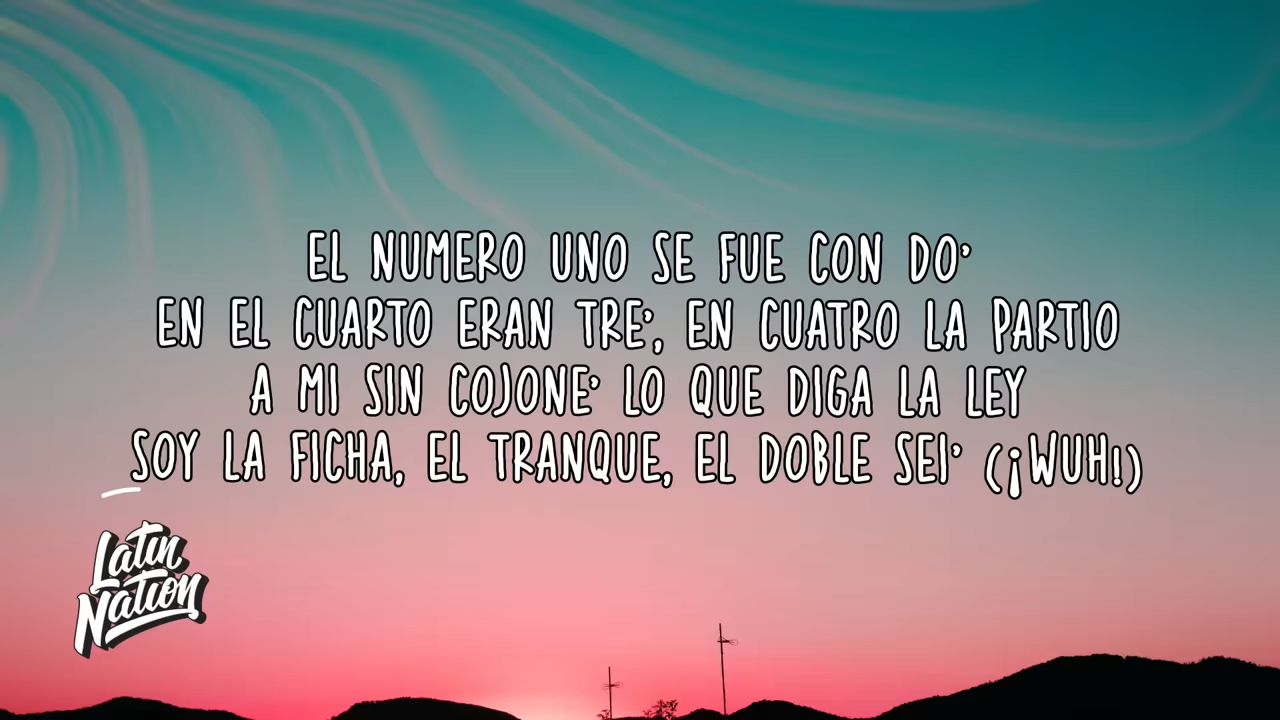 EL NUMERO UNO SE FUE CON DO'
EN EL CUARTO ERAN TRE', EN CUATRO LA PARTIO
A MI SIN COJONE' LO QUE DIGA LA LEY
SOY LA FICHA, EL TRANQUE, EL DOBLE SEI' (¡WUH!)
Latin
Nation